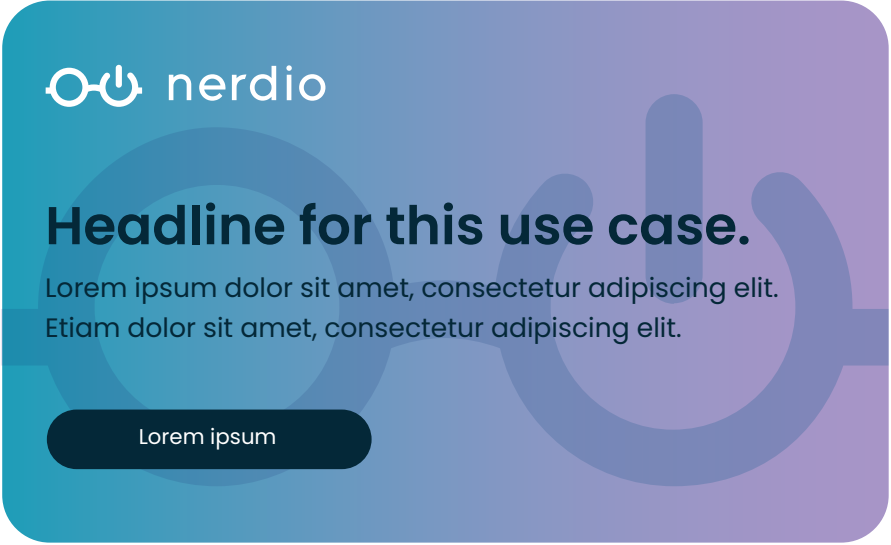 nerdio
Headline for this use case.
Lorem ipsum dolor sit amet, consectetur adipiscing elit.
Etiam dolor sit amet, consectetur adipiscing elit.
Lorem ipsum